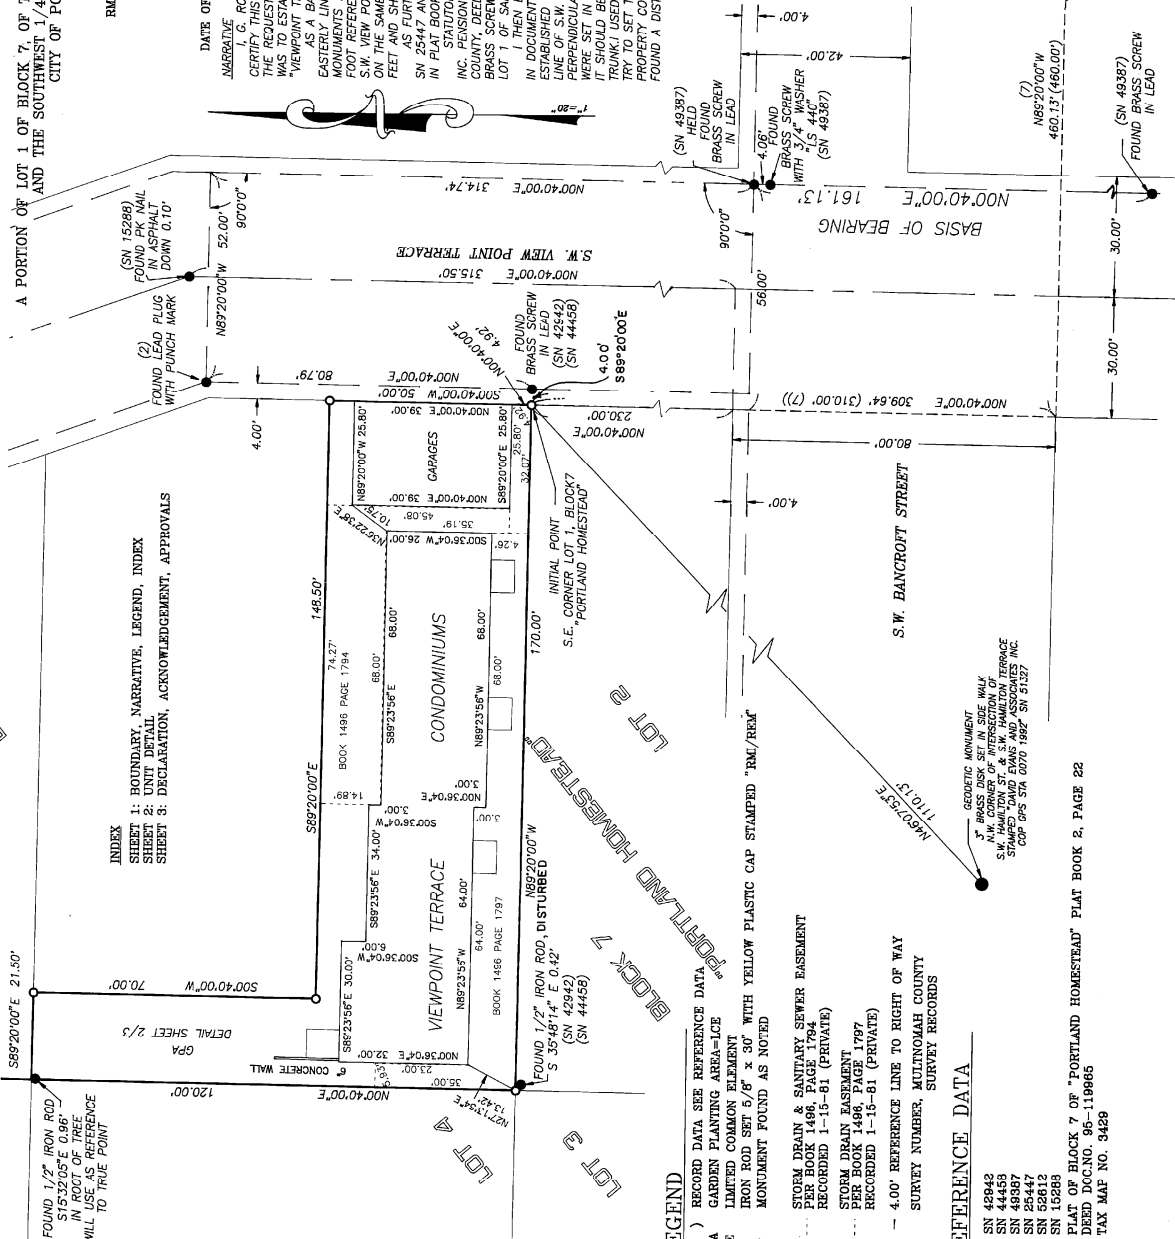 A PORTION OF LOT 1 OF BLOCK 7, OF T
AND THE SOUTHWEST 1/4
CITY OF PO
RM
DATE OF
NARRATIVE
I, G. RO
CERTIFY THIS
THE REQUEST
WAS TO ESTA
"VIEWPOINT T
AS A BA
EASTERLY LIN
MONUMENTS
FOOT REFERE
S.W. VIEW PO
ON THE SAME
FEET AND SH
AS FURTH
SN 25447 AN
IN PLAT BOOK
STATUTO
INC. PENSION
COUNTY, DEED
BRASS SCREW
LOT 1 OF SA
I THEN H
IN DOCUMENT
ESTABLISHED
LINE OF S.W.
PERPENDICULA
WERE SET IN
IT SHOULD BE
TRUNK.I USED
TRY TO SET T
PROPERTY CO
FOUND A DIST
1"=20'
4.00'
42.00'
(7)
N89°20'00"W
460.13' (460.00')
(SN 49387)
FOUND BRASS SCREW
IN LEAD
(SN 49387)
HELD
FOUND
BRASS SCREW
IN LEAD
4.06'
FOUND
BRASS SCREW
WITH 3/4" WASHER
"LS 440"
(SN 49387)
N00°40'00"E 314.74'
N00°40'00"E 161.13'
BASIS OF BEARING
90°0'0"
90°0'0"
52.00'
N89°20'00"W
(SN 15288)
FOUND PK NAIL
IN ASPHALT
DOWN 0.10'
(2)
FOUND LEAD PLUG
WITH PUNCH MARK
S.W. VIEW POINT TERRACE
N00°40'00"E 315.50'
56.00'
30.00'
30.00'
FOUND
BRASS SCREW
IN LEAD
(SN 42942)
(SN 44458)
N00°40'00"E
4.92'
4.00'
S89°20'00E
N00°40'00"E
80.79'
4.00'
S00°40'00"W 50.00'
N00°40'00"E 39.00'
N89°20'00"W 25.80'
S89°20'00"E 25.80'
25.80'
32.07'
GARAGES
N00°40'00"E 39.00'
230.00'
N00°40'00"E
N00°40'00"E 309.64' (310.00' (7))
80.00'
4.00'
N36°22'38"E
10.75'
45.08'
35.19'
S00°36'04"W 26.00'
4.26'
INITIAL POINT
S.E. CORNER LOT 1, BLOCK7
"PORTLAND HOMESTEAD"
S.W. BANCROFT STREET
INDEX
SHEET 1: BOUNDARY, NARRATIVE, LEGEND, INDEX
SHEET 2: UNIT DETAIL
SHEET 3: DECLARATION, ACKNOWLEDGEMENT, APPROVALS
S89°20'00"E
148.50'
74.27'
BOOK 1496 PAGE 1794
14.89'
68.00'
S89°23'56"E
68.00'
CONDOMINIUMS
N89°23'56"W
68.00'
68.00'
170.00'
N89°20'00"W
3.00'
S00°36'04"W
3.00'
N00°36'04"E
3.00'
S89°23'56"E 34.00'
6.00'
S00°36'04"W
VIEWPOINT TERRACE
N89°23'56"W
64.00'
64.00'
BOOK 1496 PAGE 1797
S89°23'56"E 30.00'
N00°36'04"E 32.00'
23.00'
5.93'
35.00'
N27°13'54"E
13.42'
6" CONCRETE WALL
N00°40'00"E
120.00'
GPA
DETAIL SHEET 2/3
S00°40'00"W 70.00'
S89°20'00"E 21.50'
FOUND 1/2" IRON ROD
S15°32'05"E 0.96'
IN ROOT OF TREE
WILL USE AS REFERENCE
TO TRUE POINT
FOUND 1/2" IRON ROD, DISTURBED
S 35°48'14" E 0.42'
(SN 42942)
(SN 44458)
LOT 2
LOT 3
LOT 4
BLOCK 7
"PORTLAND HOMESTEAD"
N46°07'53"E
1110.13'
GEODETIC MONUMENT
3" BRASS DISK SET IN SIDE WALK
N.W. CORNER OF INTERSECTION OF
S.W. HAMILTON ST. & S.W. HAMILTON TERRACE
STAMPED "DAVID EVANS AND ASSOCIATES INC.
COP GPS STA 0070 1992" SN 51327
EGEND
) RECORD DATA SEE REFERENCE DATA
A GARDEN PLANTING AREA=LCE
E LIMITED COMMON ELEMENT
IRON ROD SET 5/8" x 30" WITH YELLOW PLASTIC CAP STAMPED "RM/REM"
MONUMENT FOUND AS NOTED
STORM DRAIN & SANITARY SEWER EASEMENT
PER BOOK 1496, PAGE 1794
RECORDED 1-15-81 (PRIVATE)
STORM DRAIN EASEMENT
PER BOOK 1496, PAGE 1797
RECORDED 1-15-81 (PRIVATE)
4.00' REFERENCE LINE TO RIGHT OF WAY
SURVEY NUMBER, MULTNOMAH COUNTY
SURVEY RECORDS
EFERENCE DATA
SN 42942
SN 44458
SN 49387
SN 25447
SN 52612
SN 15288
PLAT OF BLOCK 7 OF "PORTLAND HOMESTEAD" PLAT BOOK 2, PAGE 22
DEED DOC.NO. 95-119965
TAX MAP NO. 3429